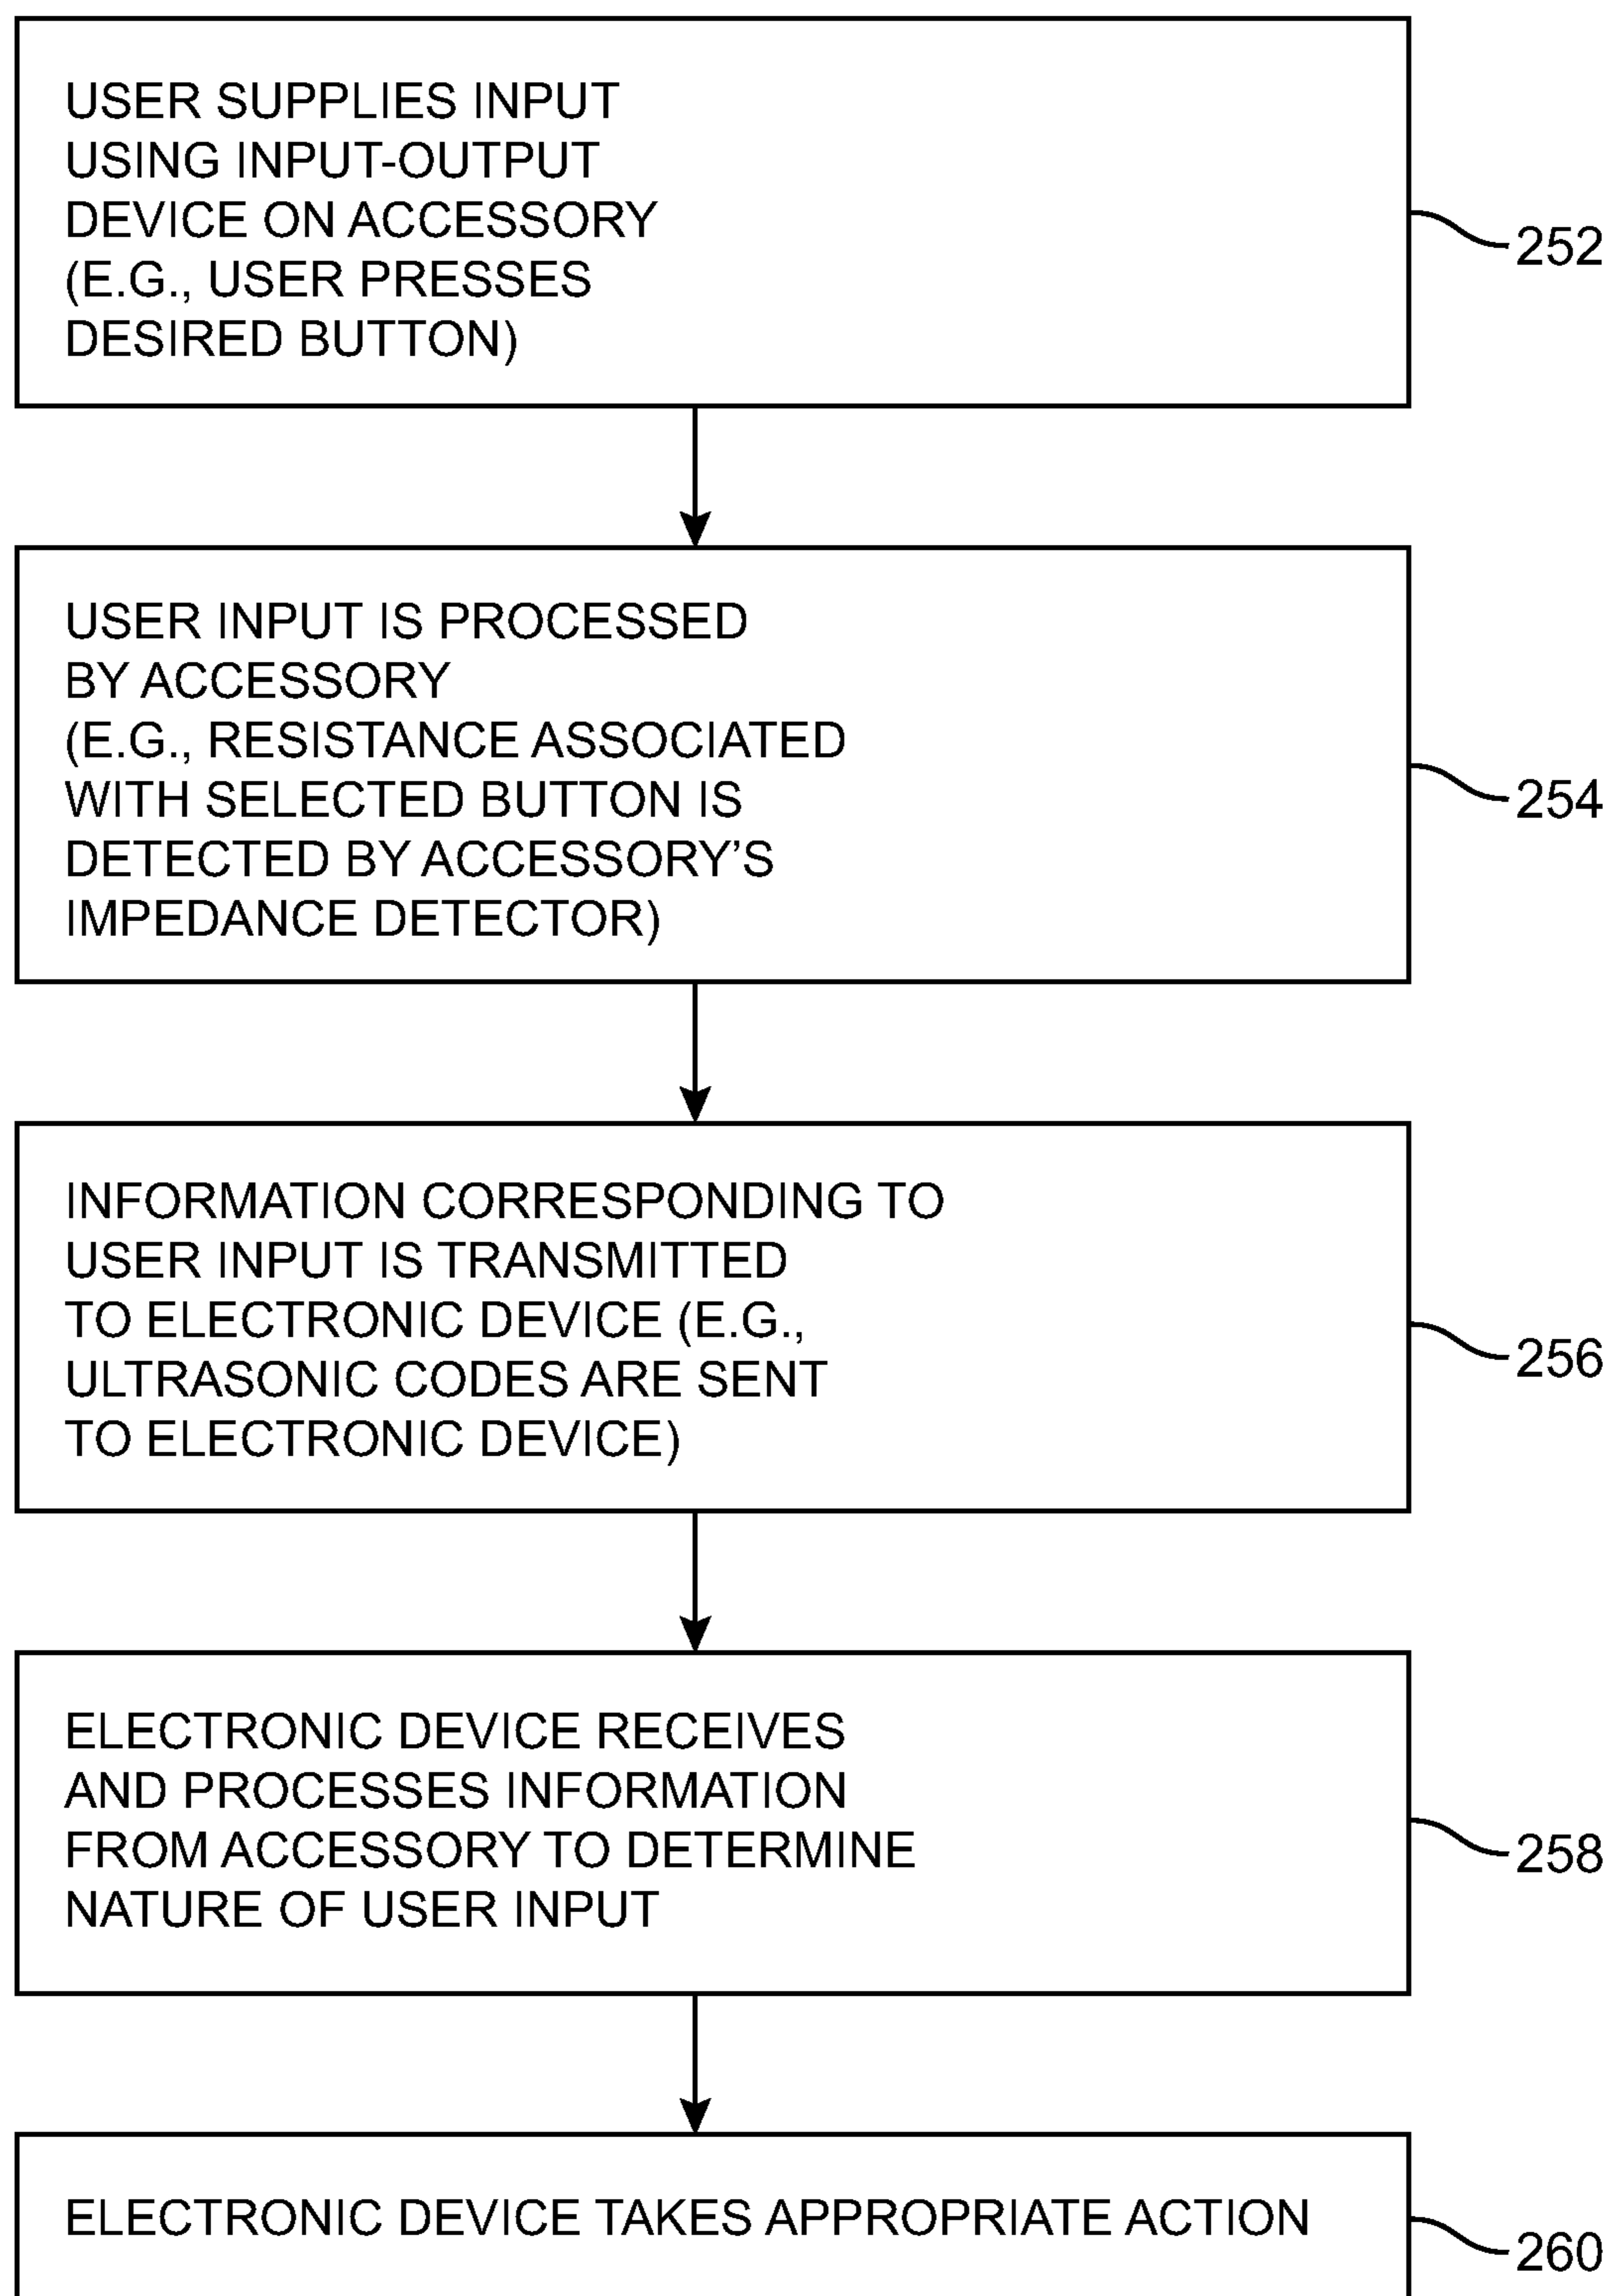 USER SUPPLIES INPUT
USING INPUT-OUTPUT
DEVICE ON ACCESSORY
(E.G., USER PRESSES
DESIRED BUTTON)
252
USER INPUT IS PROCESSED
BY ACCESSORY
(E.G., RESISTANCE ASSOCIATED
WITH SELECTED BUTTON IS
DETECTED BY ACCESSORY’S
IMPEDANCE DETECTOR)
254
INFORMATION CORRESPONDING TO
USER INPUT IS TRANSMITTED
TO ELECTRONIC DEVICE (E.G.,
ULTRASONIC CODES ARE SENT
TO ELECTRONIC DEVICE)
256
ELECTRONIC DEVICE RECEIVES
AND PROCESSES INFORMATION
FROM ACCESSORY TO DETERMINE
NATURE OF USER INPUT
258
ELECTRONIC DEVICE TAKES APPROPRIATE ACTION
260